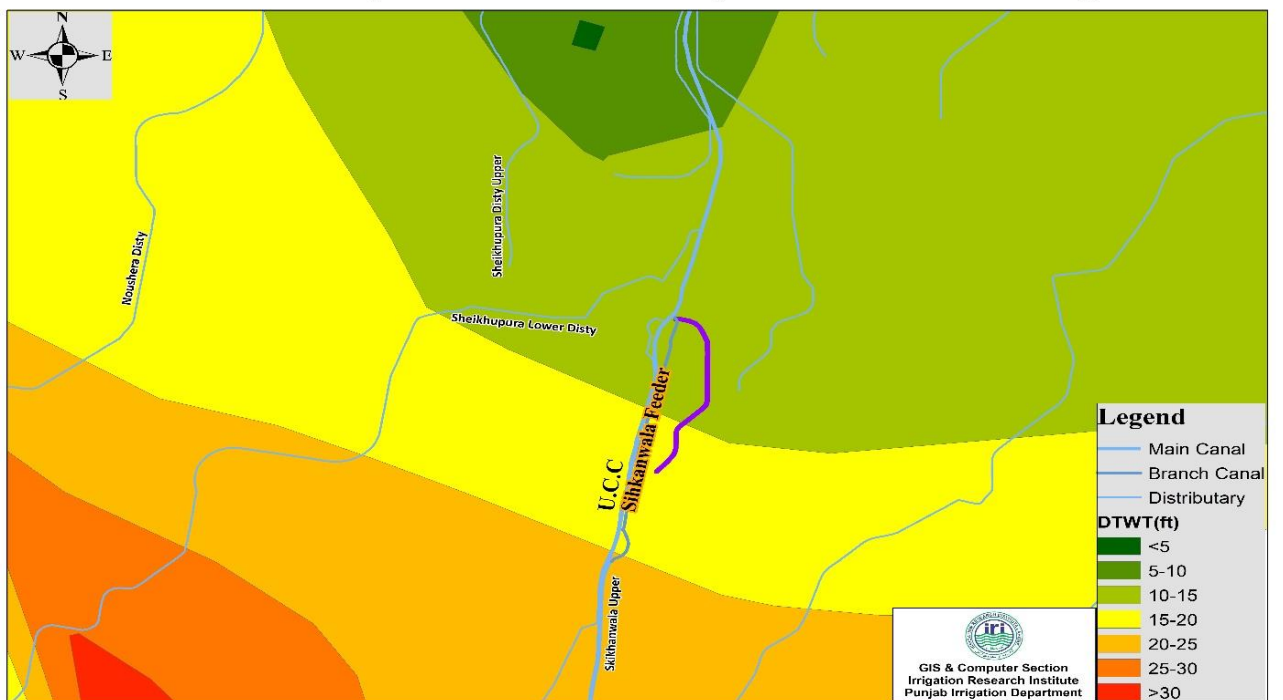 N
W
E
S
Noushera Disty
Sheikhupura Disty Upper
Sheikhupura Lower Disty
Sihkanwala Feeder
U.C.C
Skikhanwala Upper
Legend
Main Canal
Branch Canal
Distributary
DTWT(ft)
<5
5-10
10-15
15-20
20-25
25-30
>30
iri
GIS & Computer Section
Irrigation Research Institute
Punjab Irrigation Department